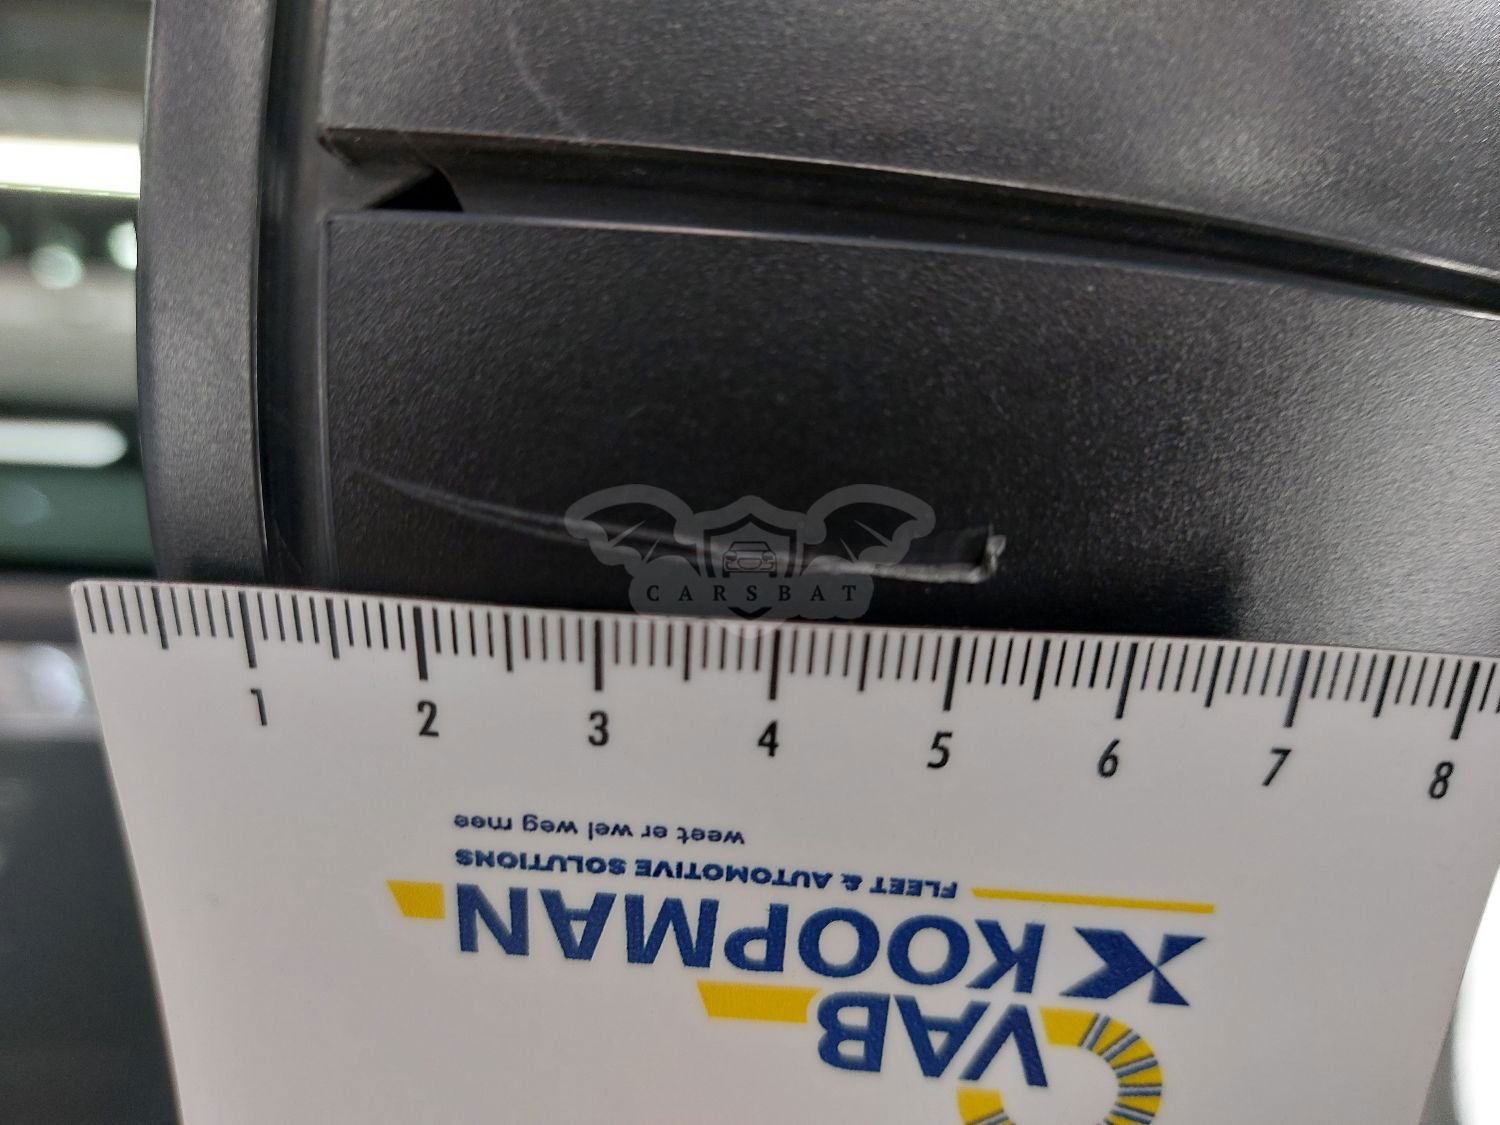 CARSBAT
1 2 3 4 5 6 7 8
VAB
KOOPMAN
FLEET & AUTOMOTIVE SOLUTIONS
weet er wel weg mee